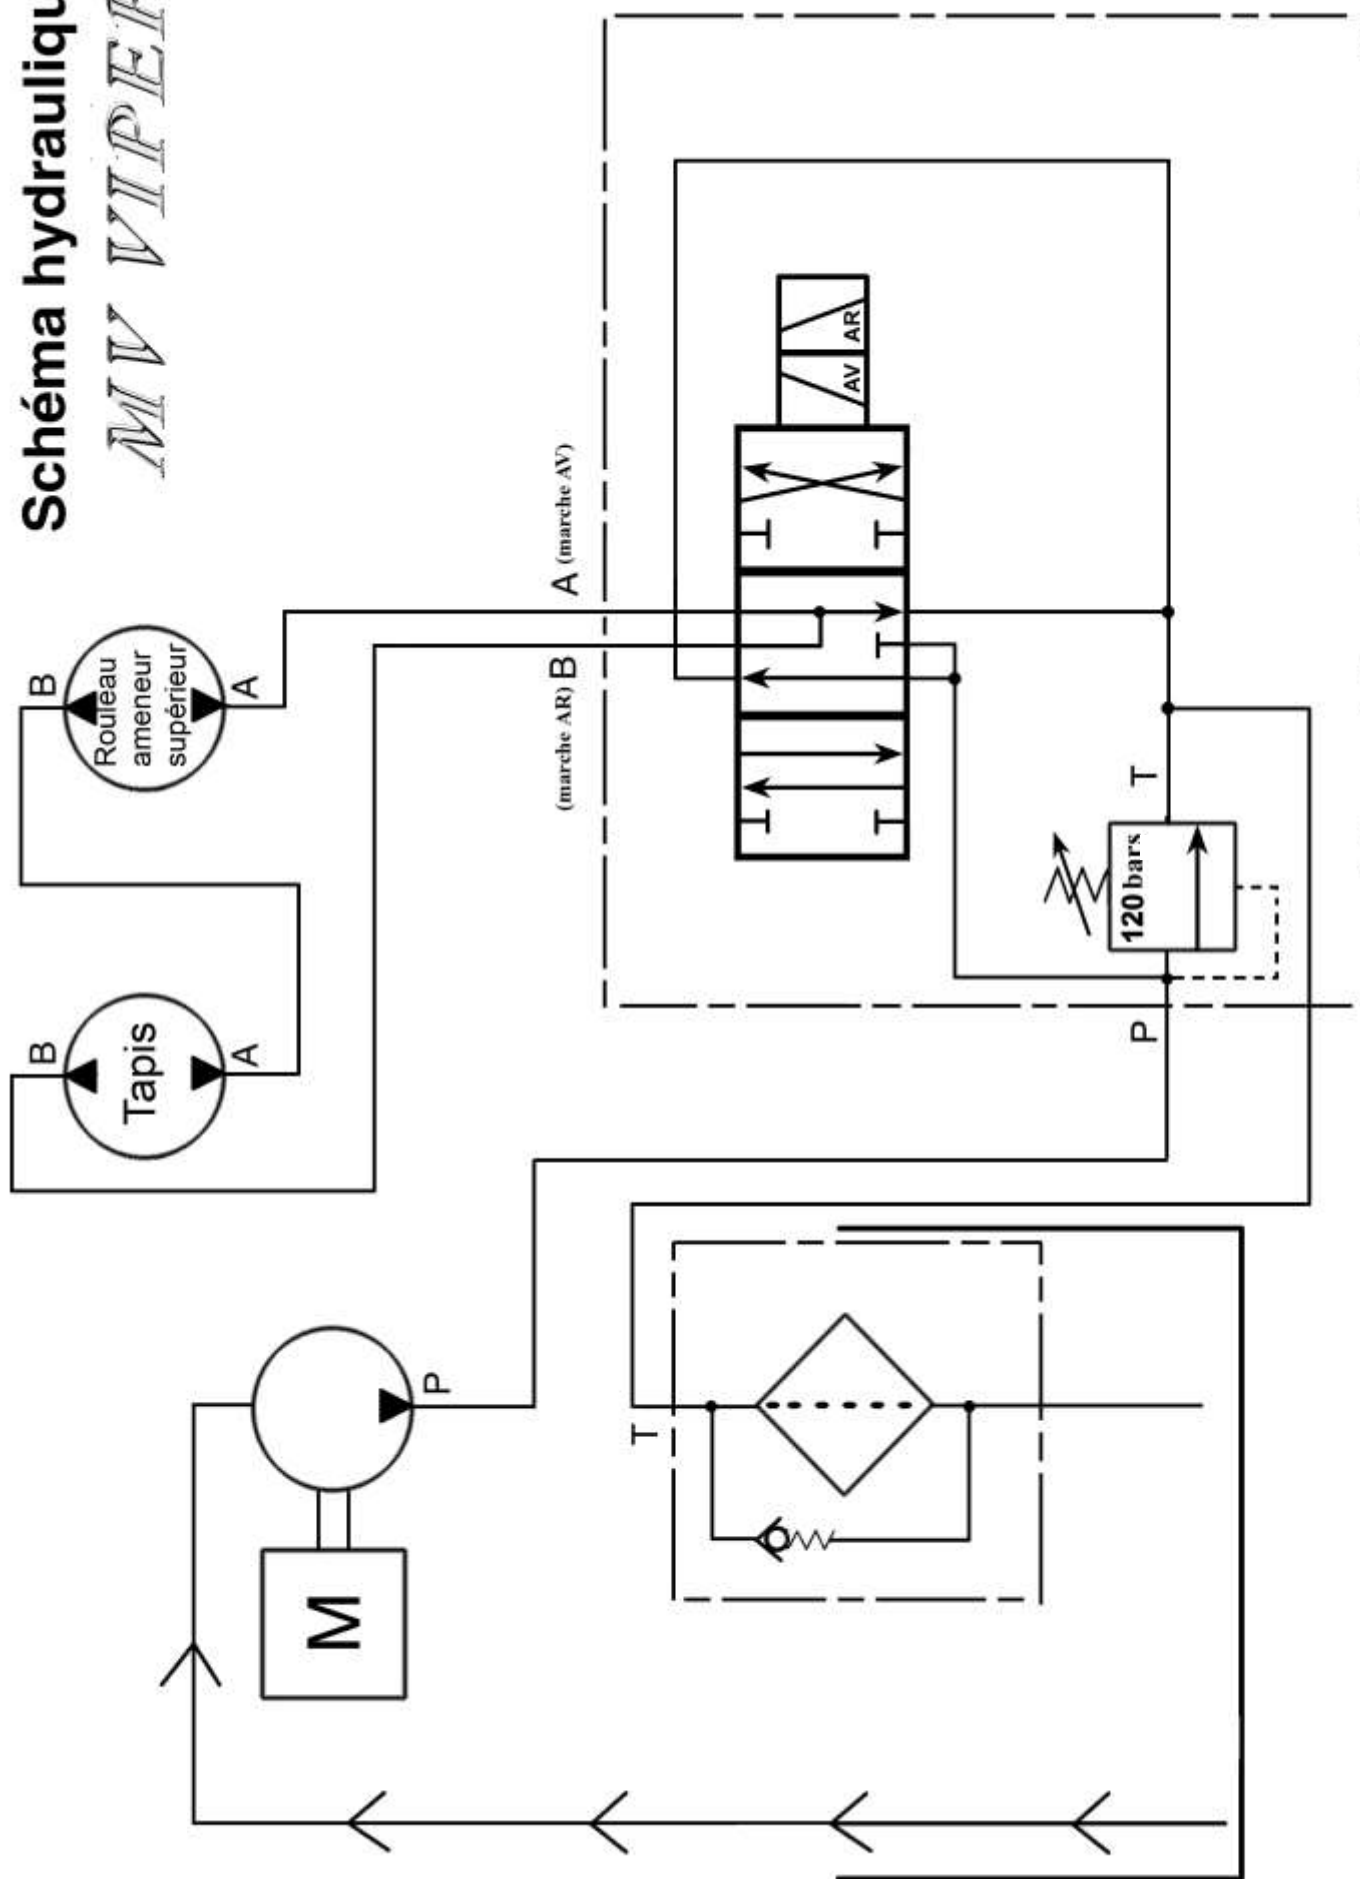 Schéma hydrauliqu
MV VIPER
B
Rouleau
ameneur
supérieur
A
B
Tapis
A
A (marche AV)
(marche AR) B
AV
AR
120 bars
T
P
M
P
T